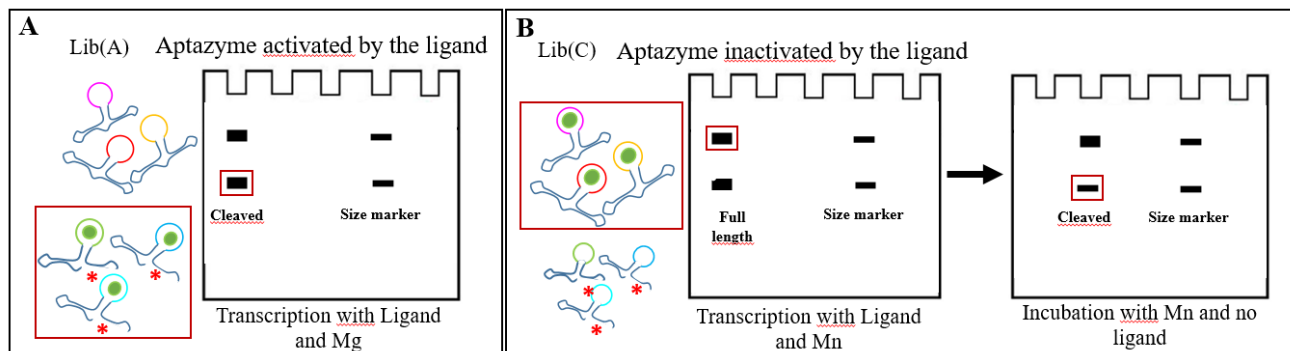 A
Lib(A)
Aptazyme activated by the ligand
Cleaved
Size marker
*
*
*
Transcription with Ligand
and Mg
B
Lib(C)
Aptazyme inactivated by the ligand
Full
length
Size marker
*
*
*
Transcription with Ligand
and Mn
Cleaved
Size marker
Incubation with Mn and no
ligand